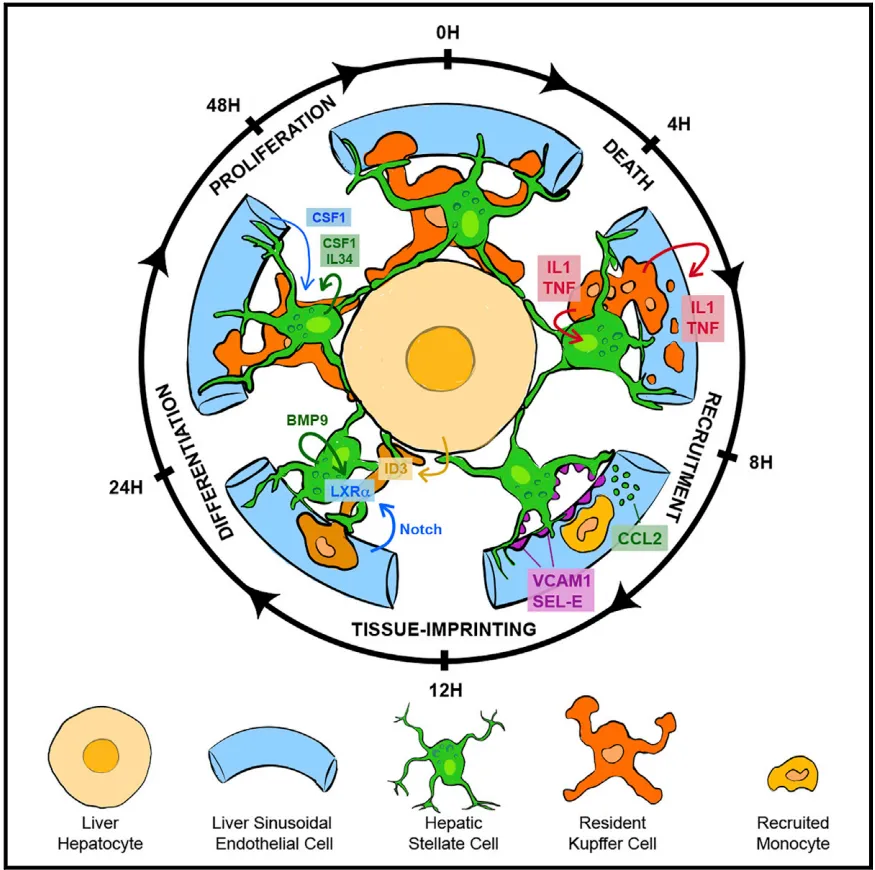 0H
4H
8H
12H
24H
48H
DEATH
RECRUITMENT
TISSUE-IMPRINTING
DIFFERENTIATION
PROLIFERATION
CSF1
CSF1
IL34
IL1
TNF
IL1
TNF
CCL2
VCAM1
SEL-E
BMP9
ID3
LXRα
Notch
Liver
Hepatocyte
Liver Sinusoidal
Endothelial Cell
Hepatic
Stellate Cell
Resident
Kupffer Cell
Recruited
Monocyte